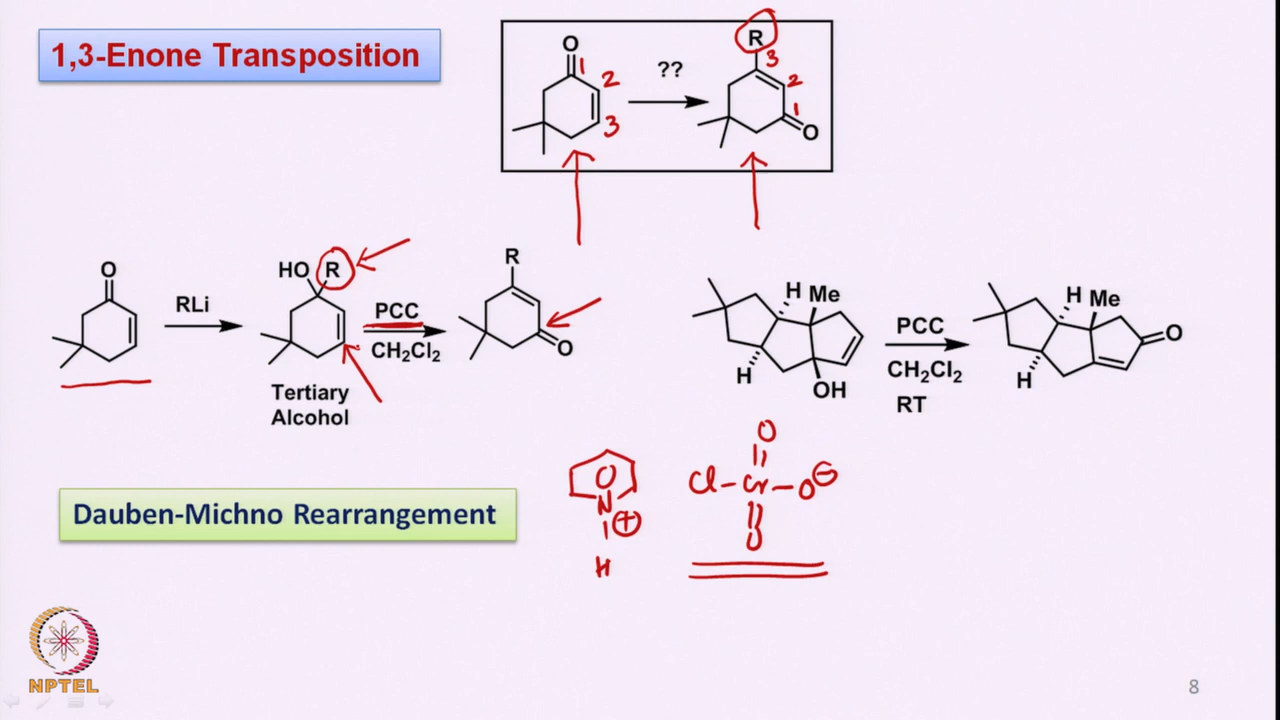 1,3-Enone Transposition
O
1
2
3
??
R
3
2
1
O
O
RLi
HO R
Tertiary
Alcohol
PCC
CH2Cl2
R
O
H Me
H
OH
PCC
CH2Cl2
RT
H Me
H
O
Dauben-Michno Rearrangement
N
+
H
O
Cl-Cr-O⊖
O
NPTEL
8